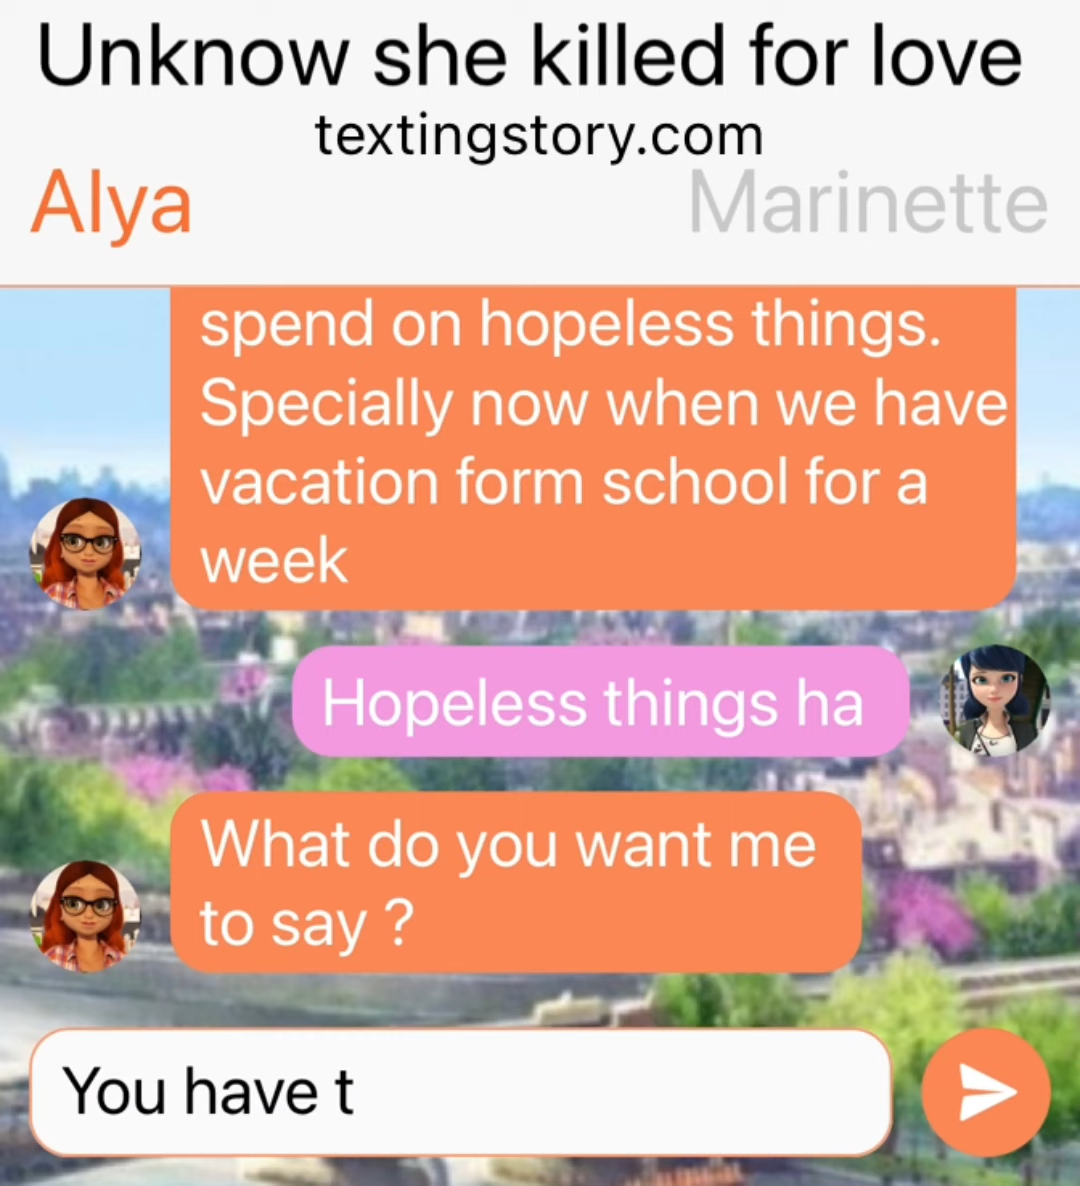 Unknow she killed for love
textingstory.com
Alya
Marinette
spend on hopeless things.
Specially now when we have
vacation form school for a
week
Hopeless things ha
What do you want me
to say ?
You have t